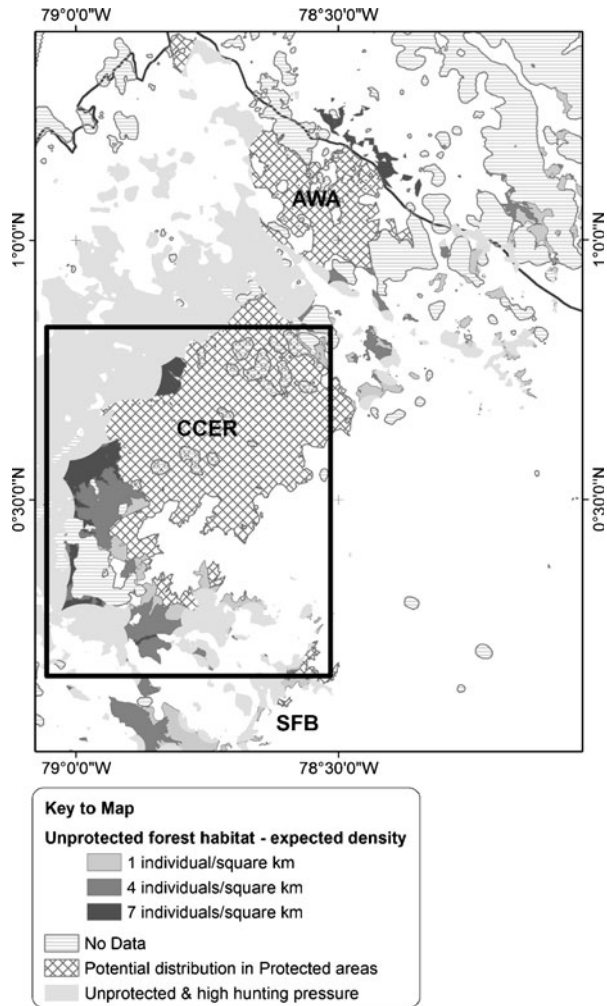 79°0'0"W 78°30'0"W
AWA
1°0'0"N 1°0'0"N
CCER
0°30'0"N 0°30'0"N
SFB
79°0'0"W 78°30'0"W
Key to Map
Unprotected forest habitat - expected density
1 individual/square km
4 individuals/square km
7 individuals/square km
No Data
Potential distribution in Protected areas
Unprotected & high hunting pressure